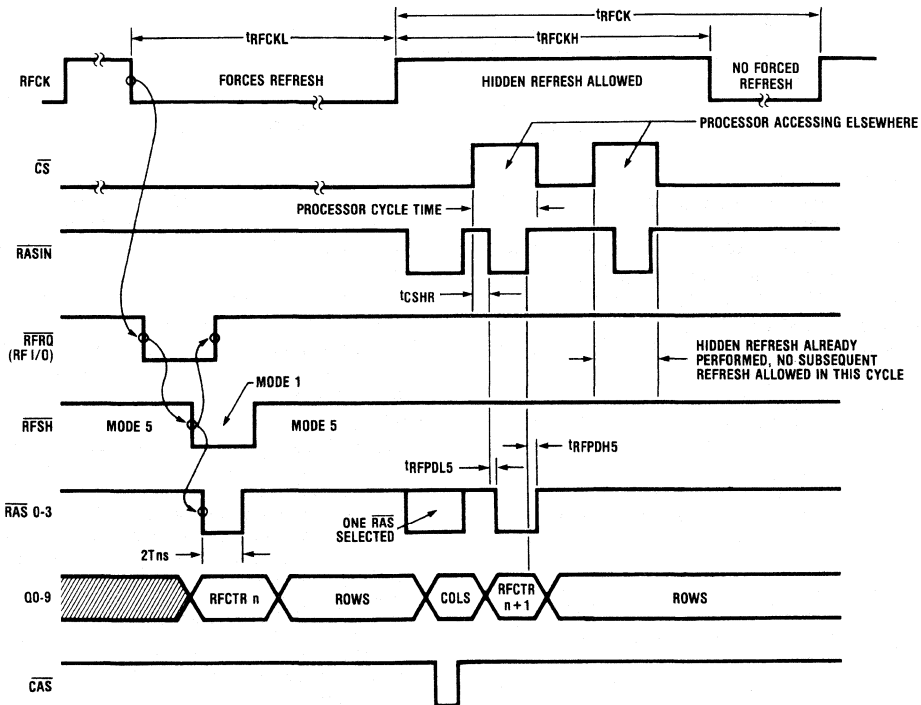 tRFCK
tRFCKL
tRFCKH
RFCK
FORCES REFRESH
HIDDEN REFRESH ALLOWED
NO FORCED
REFRESH
PROCESSOR ACCESSING ELSEWHERE
CS
PROCESSOR CYCLE TIME
RASIN
tCSHR
RFRQ
(RF I/O)
HIDDEN REFRESH ALREADY
PERFORMED, NO SUBSEQUENT
REFRESH ALLOWED IN THIS CYCLE
MODE 1
RFSH
MODE 5
MODE 5
tRFPDL5
tRFPDH5
RAS 0-3
ONE RAS
SELECTED
2Tns
Q0-9
RFCTR n
ROWS
COLS
RFCTR
n+1
ROWS
CAS